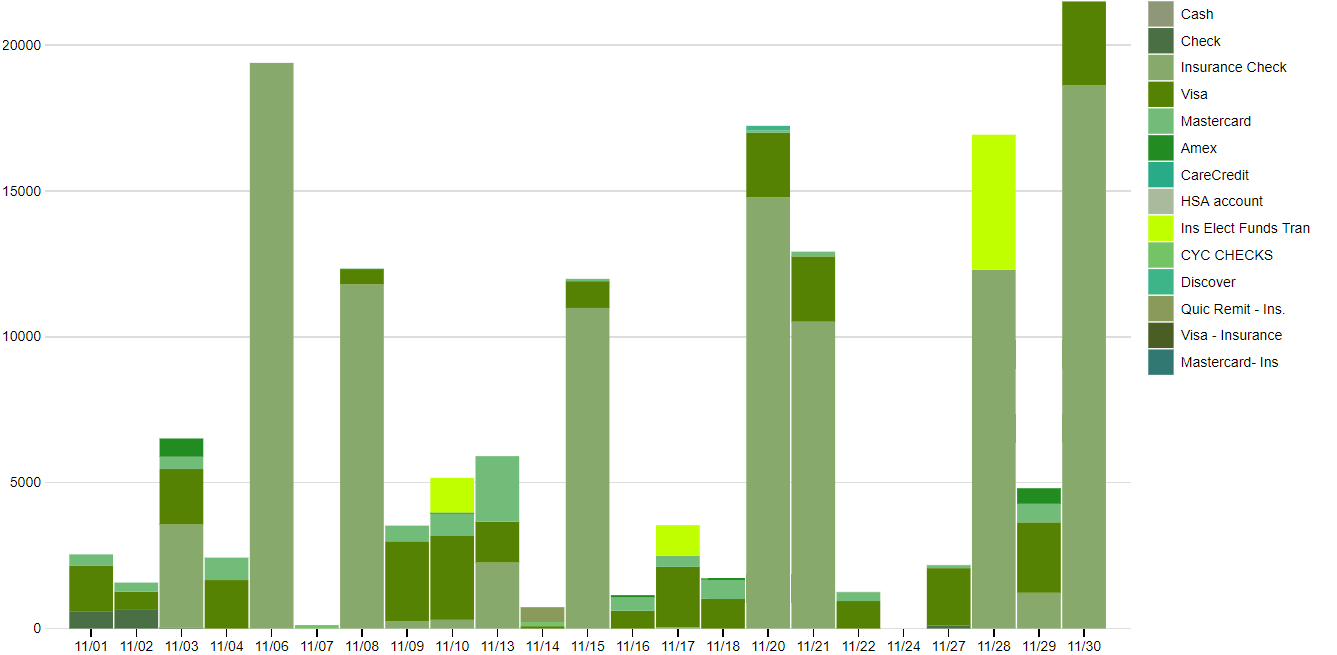 20000
15000
10000
5000
0
11/01 11/02 11/03 11/04 11/06 11/07 11/08 11/09 11/10 11/13 11/14 11/15 11/16 11/17 11/18 11/20 11/21 11/22 11/24 11/27 11/28 11/29 11/30
Cash
Check
Insurance Check
Visa
Mastercard
Amex
CareCredit
HSA account
Ins Elect Funds Tran
CYC CHECKS
Discover
Quic Remit - Ins.
Visa - Insurance
Mastercard- Ins